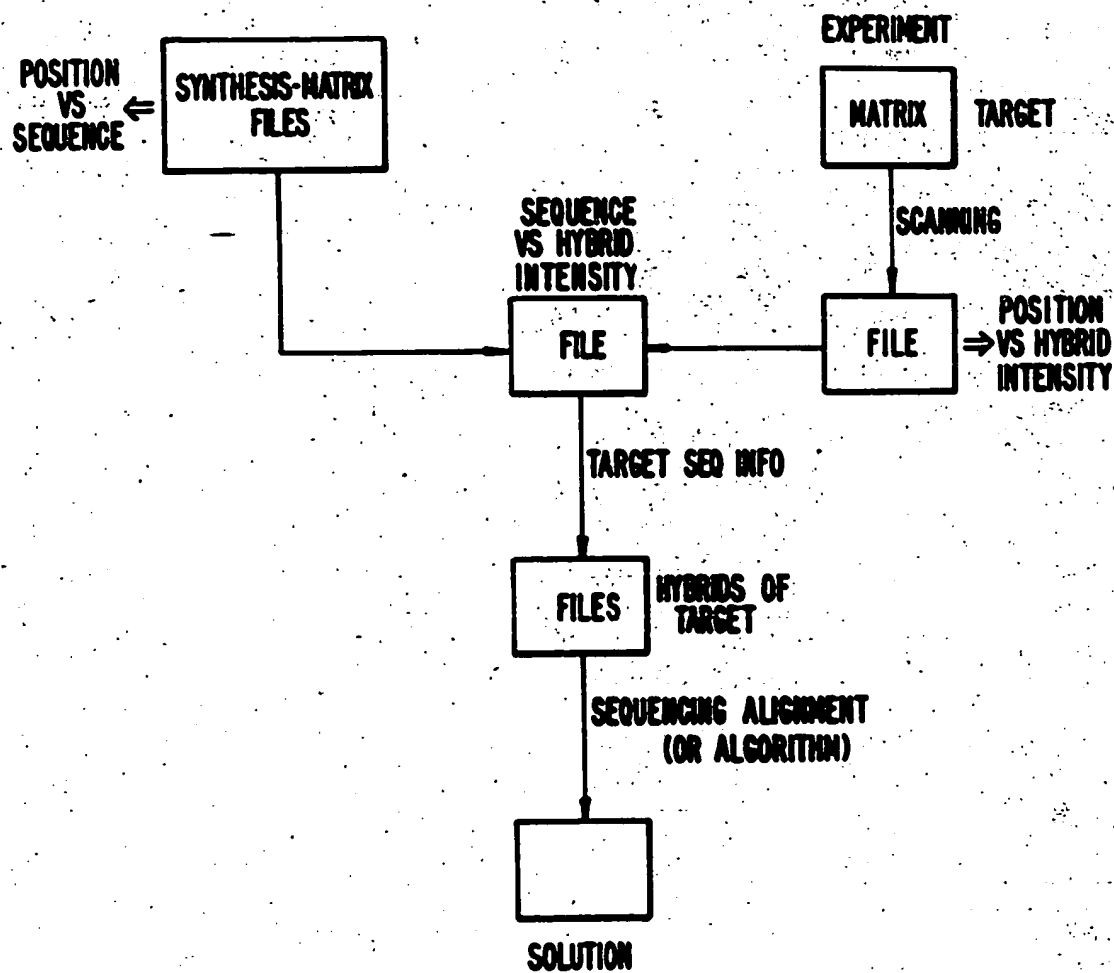 POSITION
VS
SEQUENCE
SYNTHESIS-MATRIX
FILES
EXPERIMENT
MATRIX
TARGET
SCANNING
SEQUENCE
VS HYBRID
INTENSITY
FILE
FILE
POSITION
VS HYBRID
INTENSITY
TARGET SEQ INFO
FILES
HYBRIDS OF
TARGET
SEQUENCING ALIGNMENT
(OR ALGORITHM)
SOLUTION